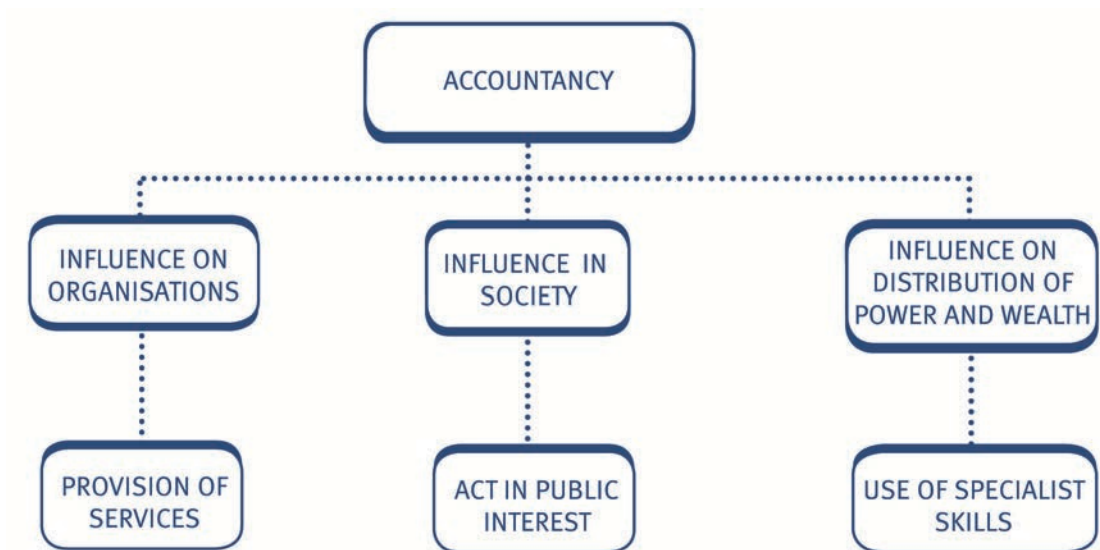 ACCOUNTANCY
INFLUENCE ON
ORGANISATIONS
INFLUENCE IN
SOCIETY
INFLUENCE ON
DISTRIBUTION OF
POWER AND WEALTH
PROVISION OF
SERVICES
ACT IN PUBLIC
INTEREST
USE OF SPECIALIST
SKILLS